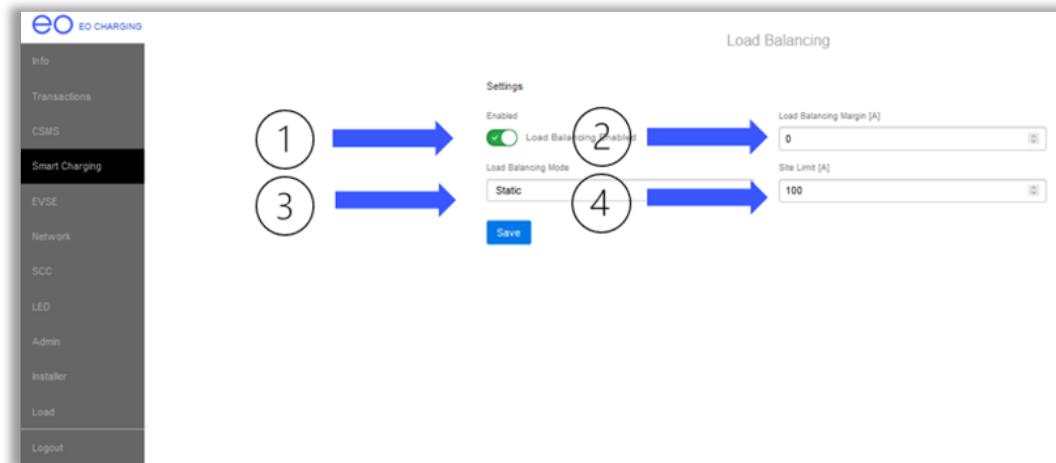 eo EO CHARGING
Info
Transactions
CSMS
Smart Charging
EVSE
Network
SCC
LED
Admin
Installer
Load
Logout
Load Balancing
Settings
Enabled
Load Balancing Enabled
Load Balancing Margin [A]
0
Load Balancing Mode
Static
Site Limit [A]
100
Save
1
2
3
4